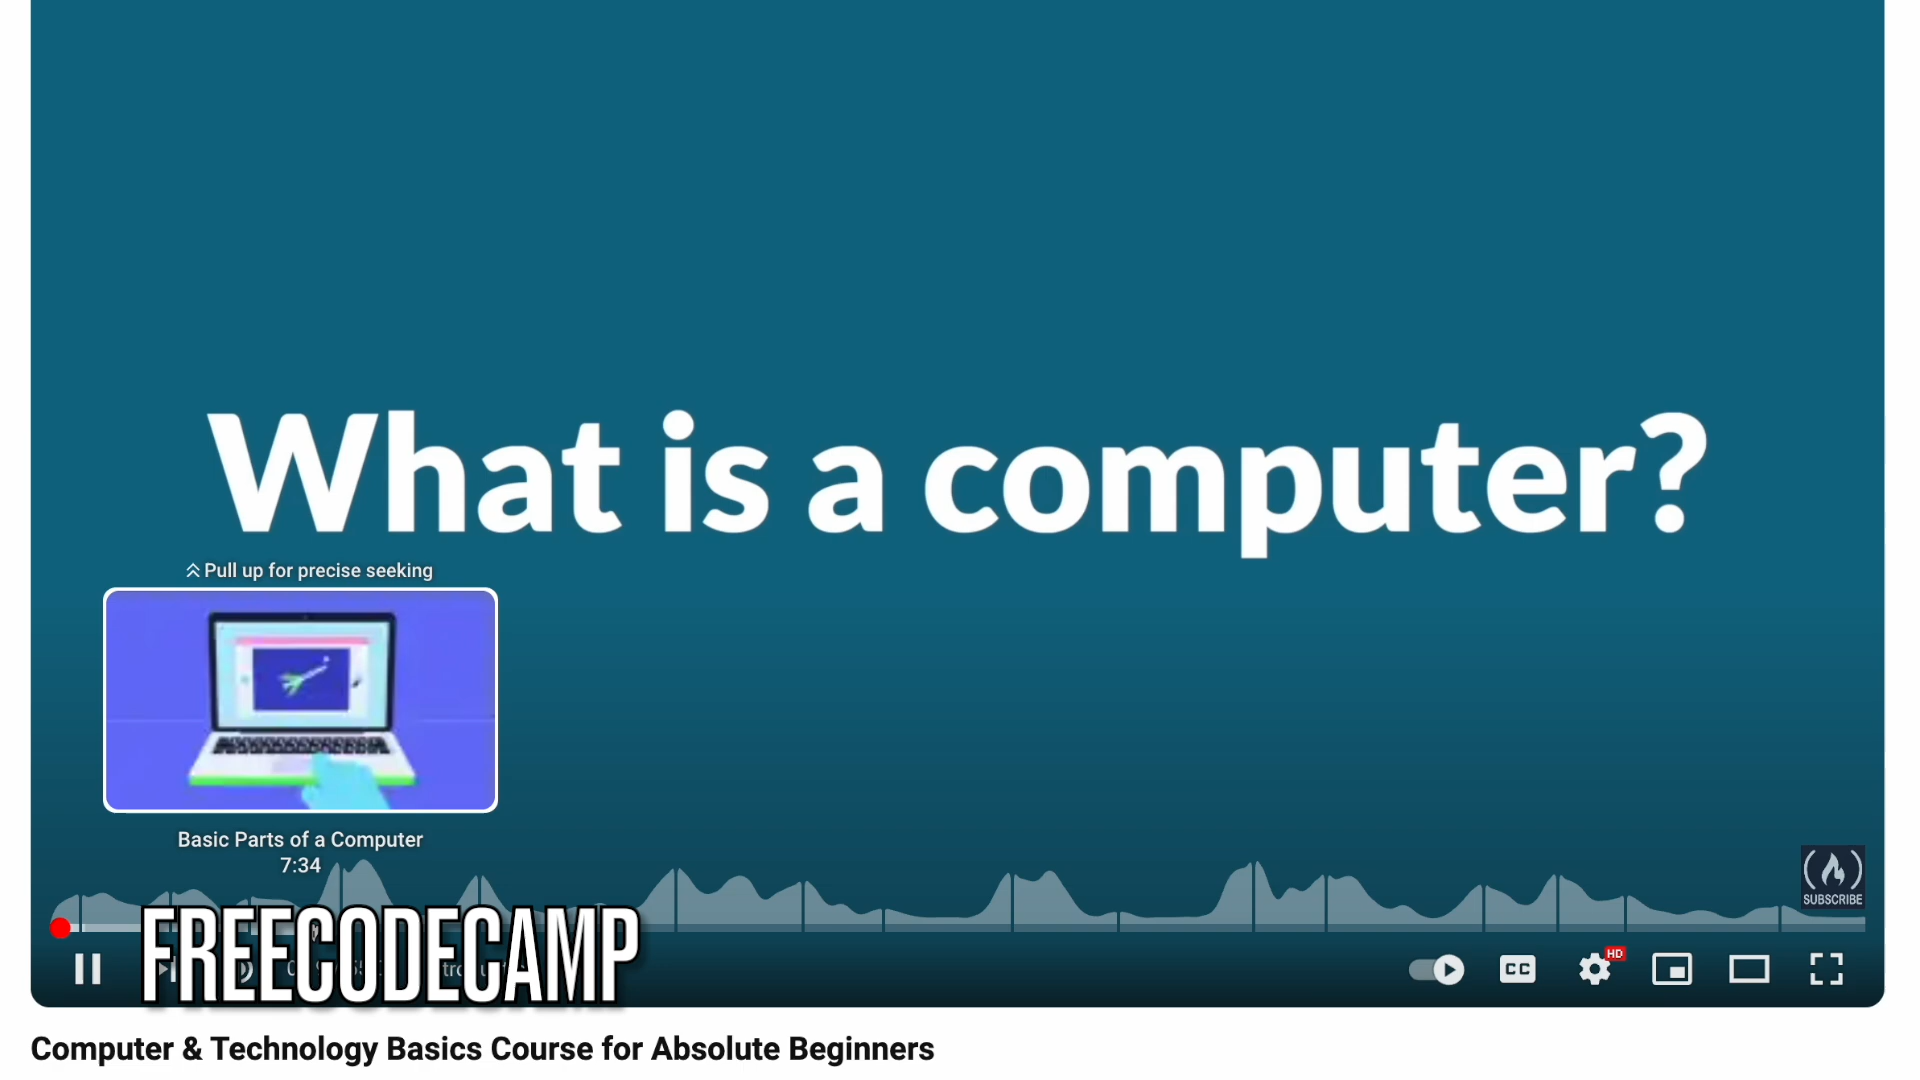 What is a computer?
Pull up for precise seeking
Basic Parts of a Computer
7:34
SUBSCRIBE
FREECODECAMP
CC
HD
Computer & Technology Basics Course for Absolute Beginners